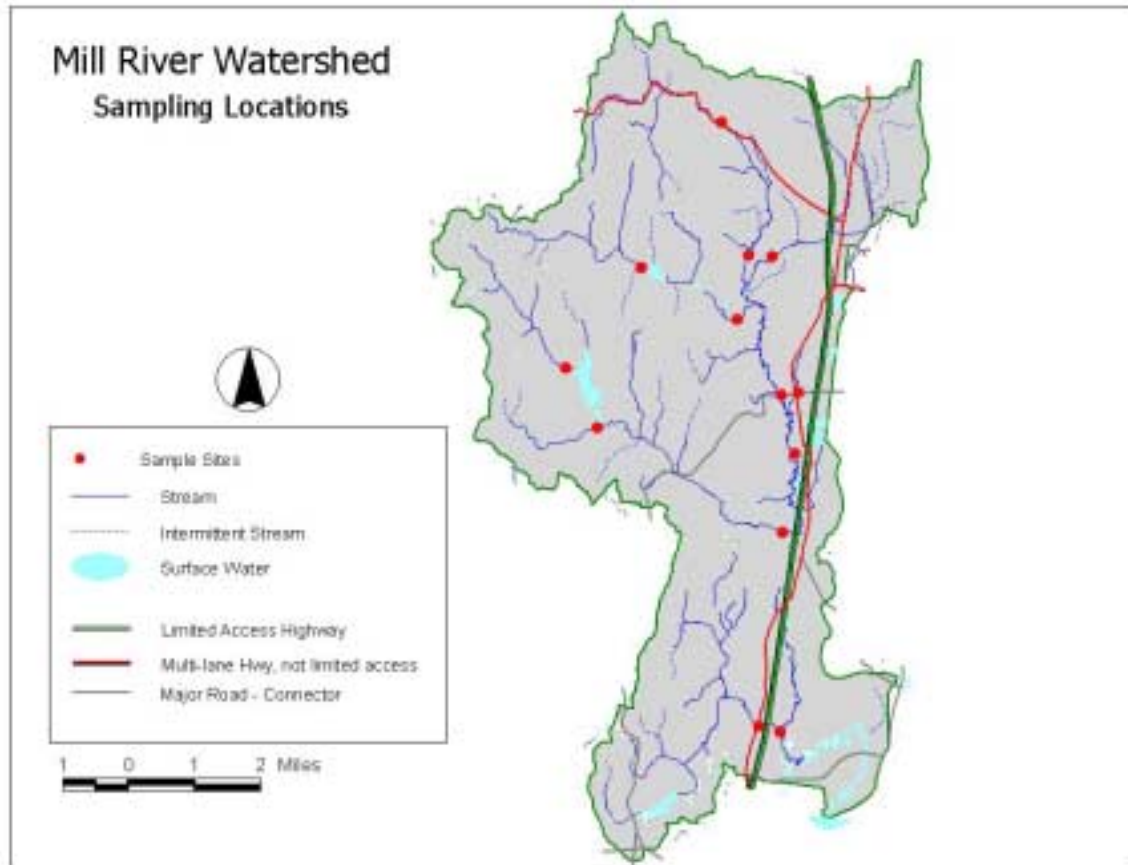 Mill River Watershed
Sampling Locations
Sample Sites
Stream
Intermittent Stream
Surface Water
Limited Access Highway
Multi-lane Hwy, not limited access
Major Road - Connector
1 0 1 2 Miles